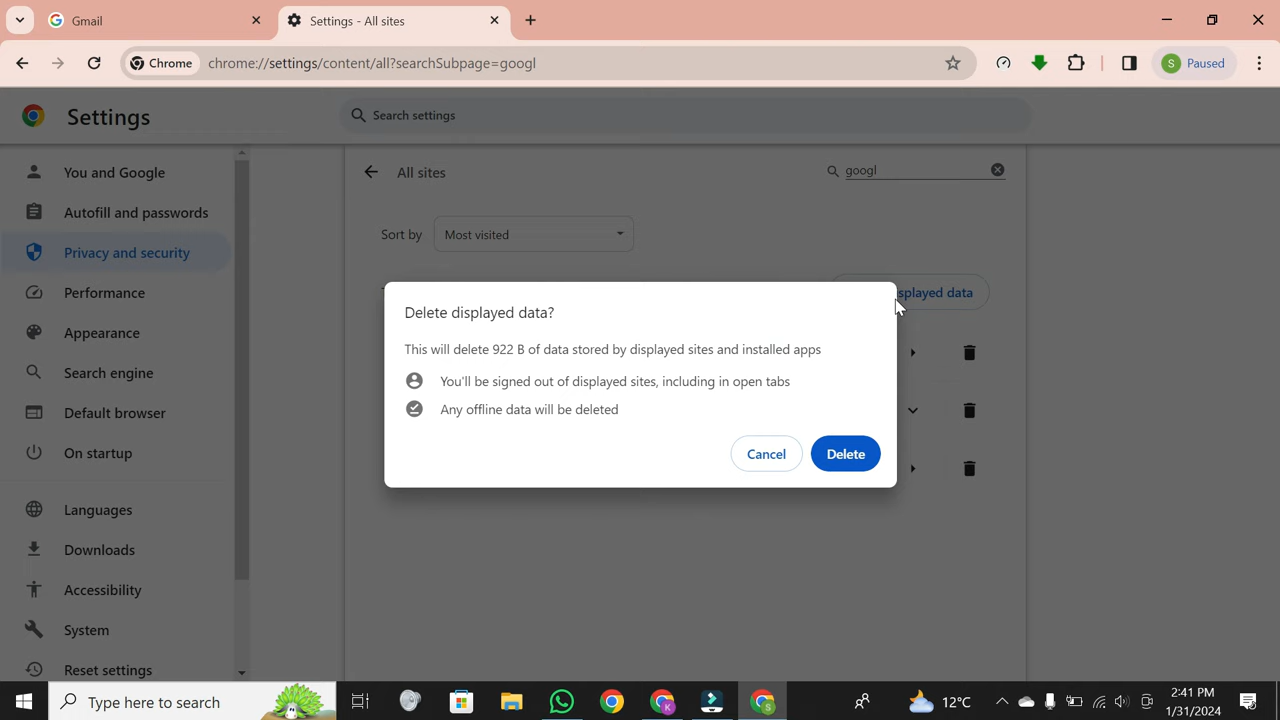 Gmail
Settings - All sites
Chrome
chrome://settings/content/all?searchSubpage=googl
S
Paused
Settings
Search settings
You and Google
Autofill and passwords
Privacy and security
Performance
Appearance
Search engine
Default browser
On startup
Languages
Downloads
Accessibility
System
Reset settings
All sites
googl
Sort by
Most visited
displayed data
Delete displayed data?
This will delete 922 B of data stored by displayed sites and installed apps
You'll be signed out of displayed sites, including in open tabs
Any offline data will be deleted
Cancel
Delete
Type here to search
K
S
12°C
2:41 PM
1/31/2024